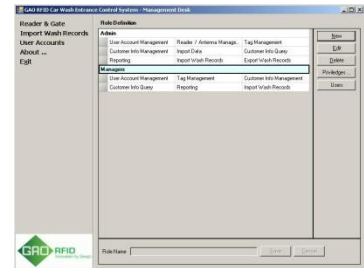 GAO RFID Car Wash Entrance Control System - Management Desk
Reader & Gate
Import Wash Records
User Accounts
About ...
Exit
Role Definition
Admin
User Account Management Reader / Antenna Manage.. Tag Management
Customer Info Management Import Data Customer Info Query
Reporting Import Wash Records Export Wash Records
Managers
User Account Management Tag Management Customer Info Management
Customer Info Query Reporting Import Wash Records
New
Edit
Delete
Priviledges ...
Users
GAO RFID
Role Name
Save Cancel